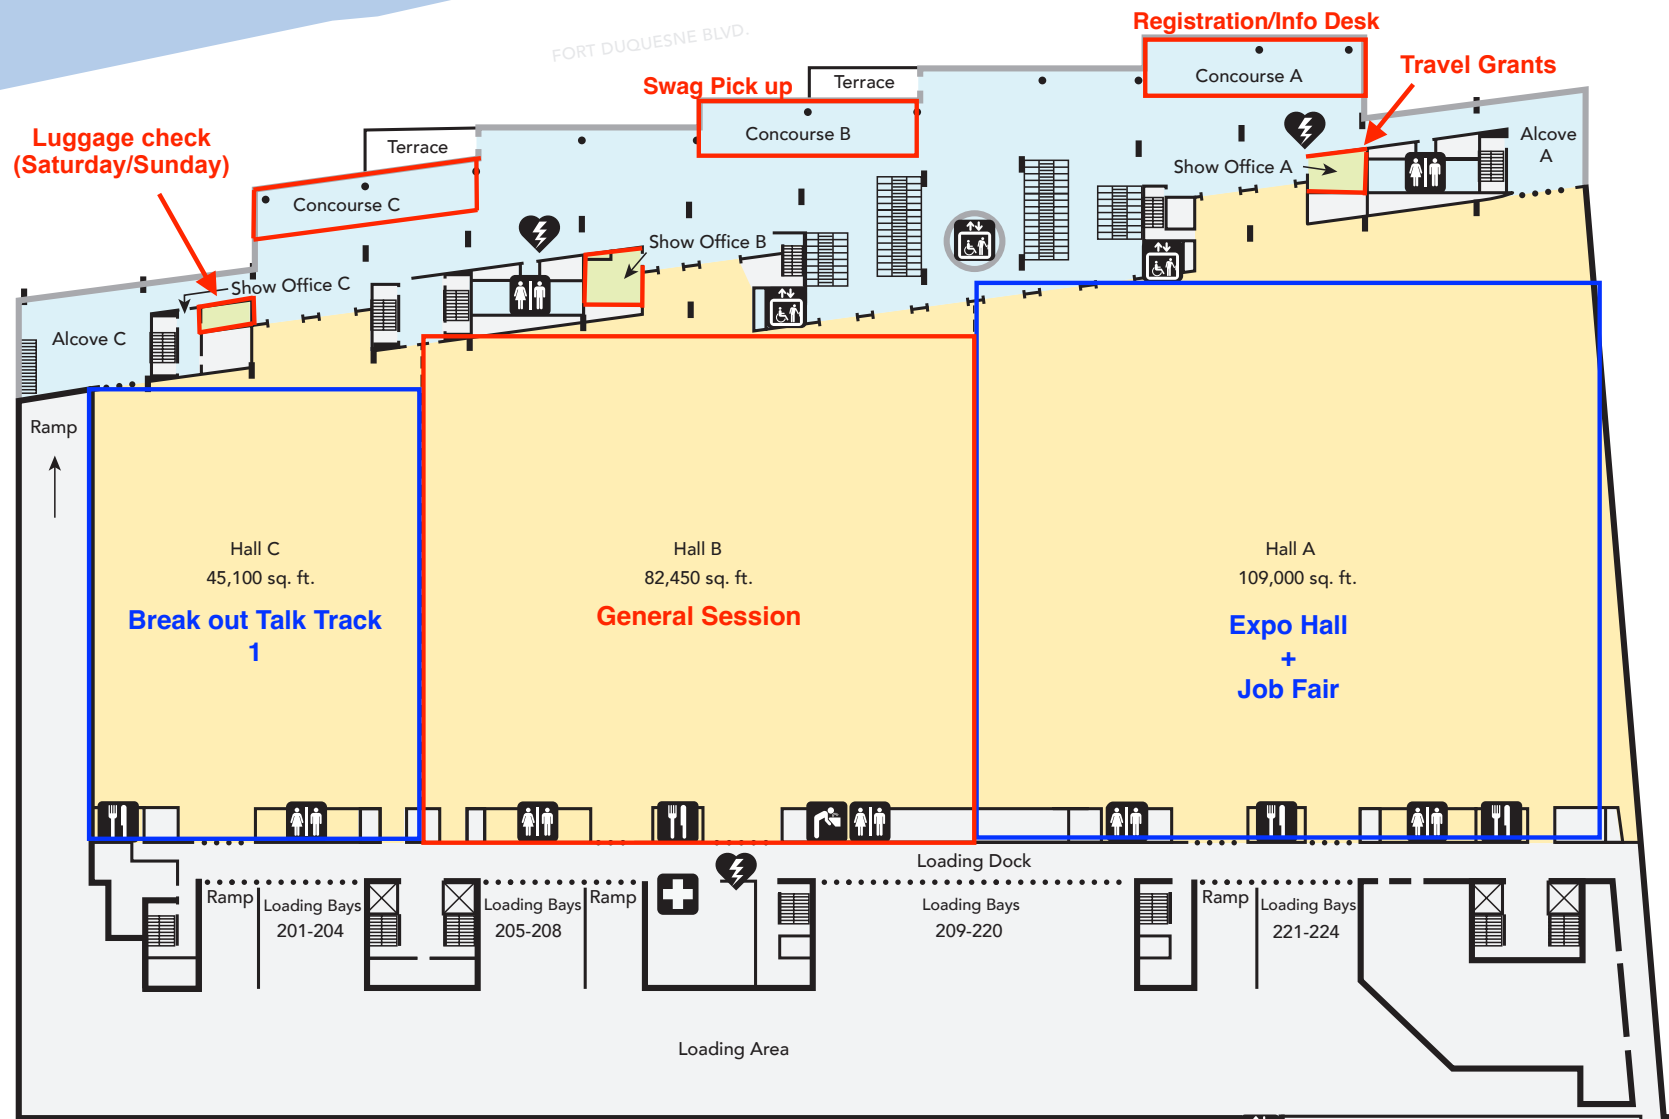 FORT DUQUESNE BLVD.
Registration/Info Desk
Concourse A
Travel Grants
Swag Pick up
Terrace
Concourse B
Luggage check
(Saturday/Sunday)
Terrace
Concourse C
Show Office A
Alcove
A
Show Office B
Show Office C
Alcove C
Ramp
Hall C
45,100 sq. ft.
Break out Talk Track
1
Hall B
82,450 sq. ft.
General Session
Hall A
109,000 sq. ft.
Expo Hall
+
Job Fair
Loading Dock
Ramp
Loading Bays
201-204
Loading Bays
205-208
Ramp
Loading Bays
209-220
Ramp
Loading Bays
221-224
Loading Area